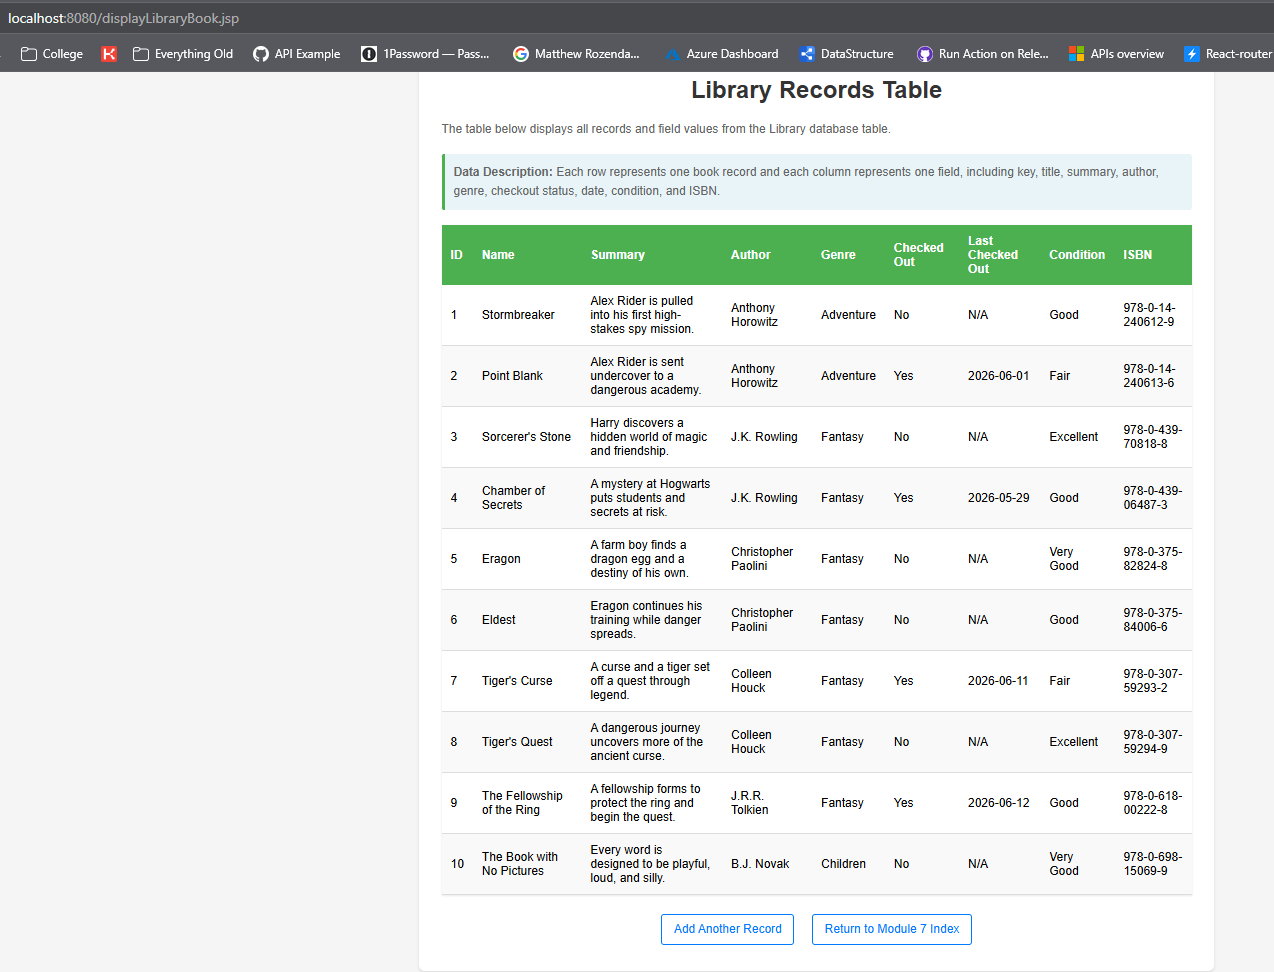 localhost:8080/displayLibraryBook.jsp
College Everything Old API Example 1Password — Pass... Matthew Rozenda... Azure Dashboard DataStructure Run Action on Rele... APIs overview React-router
Library Records Table
The table below displays all records and field values from the Library database table.
Data Description: Each row represents one book record and each column represents one field, including key, title, summary, author,
genre, checkout status, date, condition, and ISBN.
ID Name Summary Author Genre Checked Out Last Checked Out Condition ISBN
1 Stormbreaker Alex Rider is pulled into his first high-stakes spy mission. Anthony Horowitz Adventure No N/A Good 978-0-14-240612-9
2 Point Blank Alex Rider is sent undercover to a dangerous academy. Anthony Horowitz Adventure Yes 2026-06-01 Fair 978-0-14-240613-6
3 Sorcerer's Stone Harry discovers a hidden world of magic and friendship. J.K. Rowling Fantasy No N/A Excellent 978-0-439-70818-8
4 Chamber of Secrets A mystery at Hogwarts puts students and secrets at risk. J.K. Rowling Fantasy Yes 2026-05-29 Good 978-0-439-06487-3
5 Eragon A farm boy finds a dragon egg and a destiny of his own. Christopher Paolini Fantasy No N/A Very Good 978-0-375-82824-8
6 Eldest Eragon continues his training while danger spreads. Christopher Paolini Fantasy No N/A Good 978-0-375-84006-6
7 Tiger's Curse A curse and a tiger set off a quest through legend. Colleen Houck Fantasy Yes 2026-06-11 Fair 978-0-307-59293-2
8 Tiger's Quest A dangerous journey uncovers more of the ancient curse. Colleen Houck Fantasy No N/A Excellent 978-0-307-59294-9
9 The Fellowship of the Ring A fellowship forms to protect the ring and begin the quest. J.R.R. Tolkien Fantasy Yes 2026-06-12 Good 978-0-618-00222-8
10 The Book with No Pictures Every word is designed to be playful, loud, and silly. B.J. Novak Children No N/A Very Good 978-0-698-15069-9
Add Another Record Return to Module 7 Index